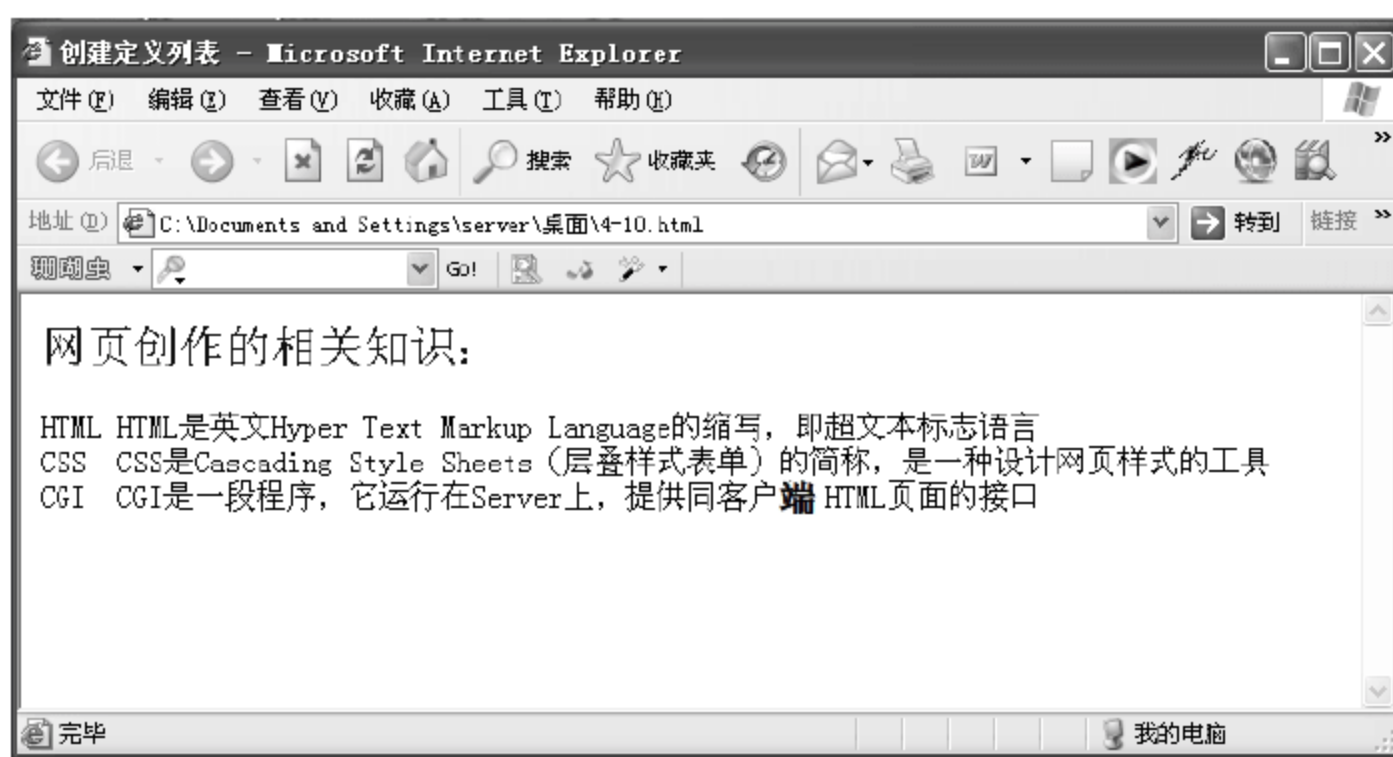 创建定义列表 - Microsoft Internet Explorer
文件(F) 编辑(E) 查看(V) 收藏(A) 工具(T) 帮助(H)
后退 搜索 收藏夹 »
地址(D) C:\Documents and Settings\server\桌面\4-10.html 转到 链接 »
珊瑚虫 Go!
网页创作的相关知识:
HTML HTML是英文Hyper Text Markup Language的缩写，即超文本标志语言
CSS CSS是Cascading Style Sheets（层叠样式表单）的简称，是一种设计网页样式的工具
CGI CGI是一段程序，它运行在Server上，提供同客户端 HTML页面的接口
完毕 我的电脑